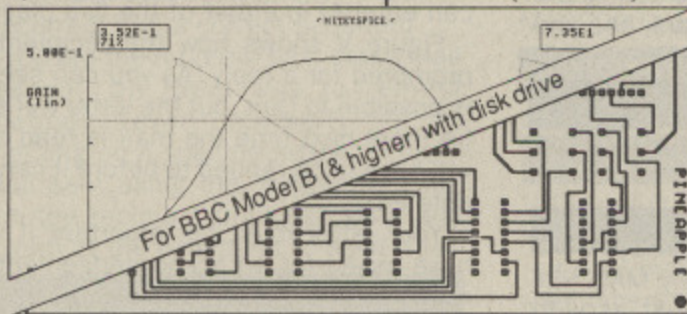 <MITEYSPICE>
3.52E-1
71%
7.35E1
5.00E-1
GAIN
(lin)
For BBC Model B (& higher) with disk drive
PINEAPPLE